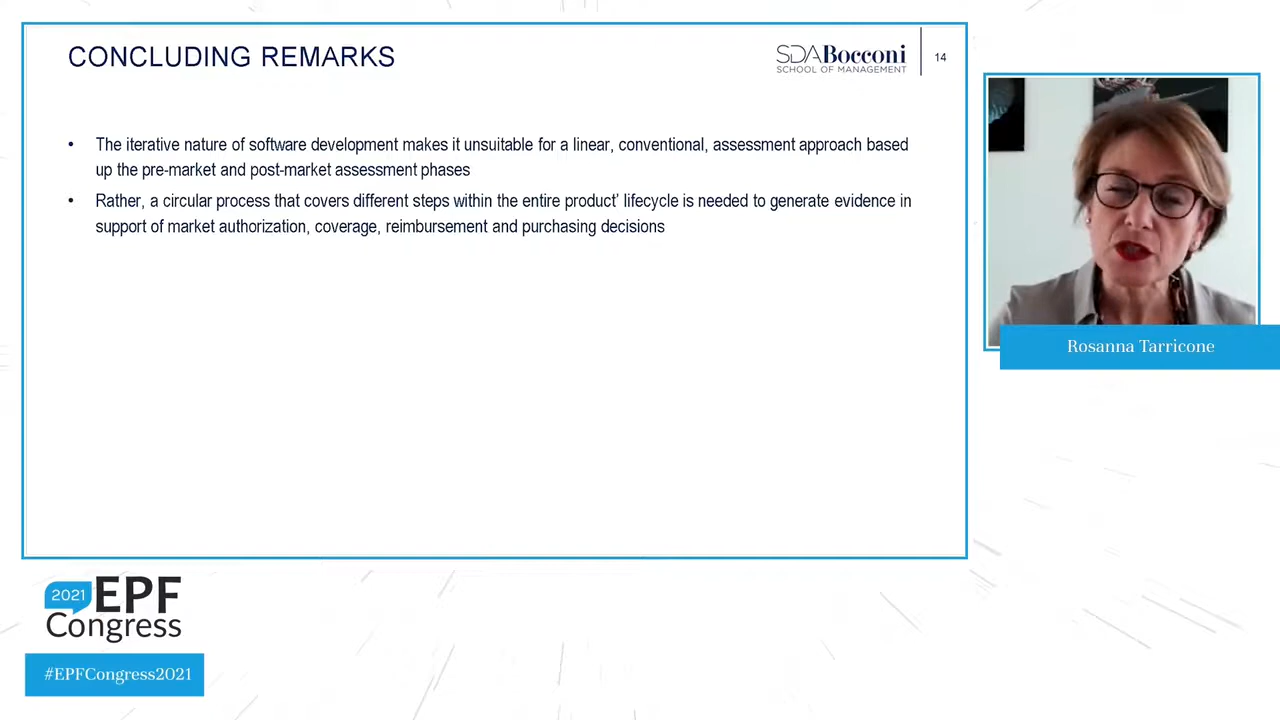 CONCLUDING REMARKS
SDA Bocconi
SCHOOL OF MANAGEMENT
14
• The iterative nature of software development makes it unsuitable for a linear, conventional, assessment approach based
up the pre-market and post-market assessment phases
• Rather, a circular process that covers different steps within the entire product' lifecycle is needed to generate evidence in
support of market authorization, coverage, reimbursement and purchasing decisions
Rosanna Tarricone
2021 EPF
Congress
#EPFCongress2021